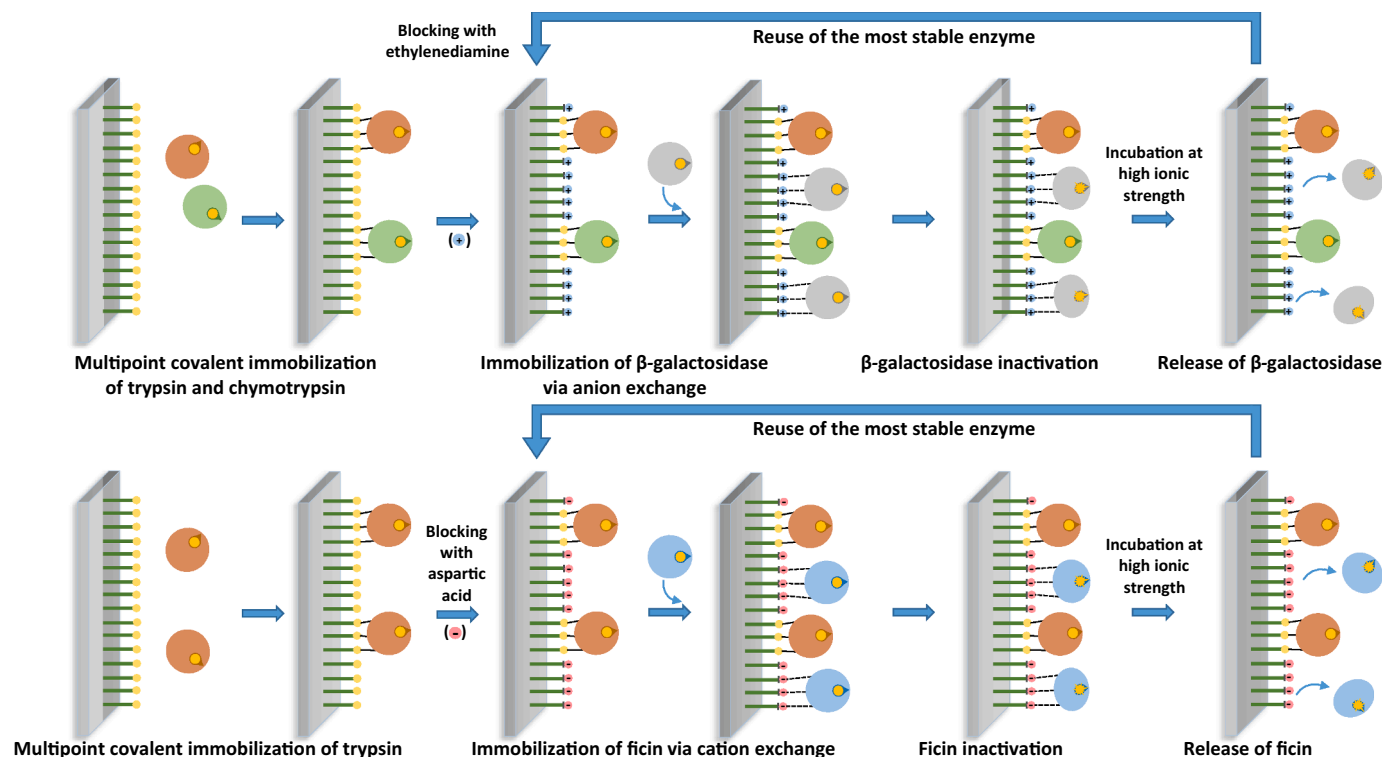 Blocking with
ethylenediamine
Reuse of the most stable enzyme
(+)
Incubation at
high ionic
strength
Multipoint covalent immobilization
of trypsin and chymotrypsin
Immobilization of β-galactosidase
via anion exchange
β-galactosidase inactivation
Release of β-galactosidase
Reuse of the most stable enzyme
Blocking
with
aspartic
acid
(-)
Incubation at
high ionic
strength
Multipoint covalent immobilization of trypsin
Immobilization of ficin via cation exchange
Ficin inactivation
Release of ficin